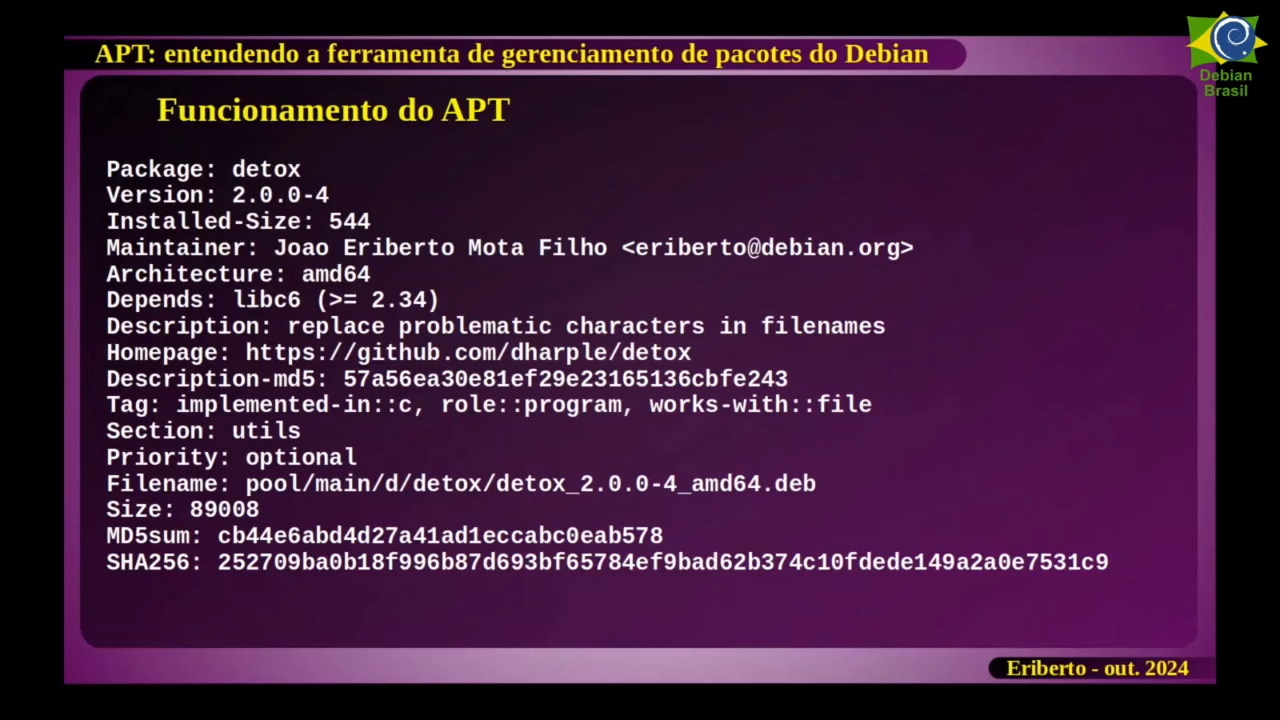 APT: entendendo a ferramenta de gerenciamento de pacotes do Debian
Debian
Brasil
Funcionamento do APT
Package: detox
Version: 2.0.0-4
Installed-Size: 544
Maintainer: Joao Eriberto Mota Filho <eriberto@debian.org>
Architecture: amd64
Depends: libc6 (>= 2.34)
Description: replace problematic characters in filenames
Homepage: https://github.com/dharple/detox
Description-md5: 57a56ea30e81ef29e23165136cbfe243
Tag: implemented-in::c, role::program, works-with::file
Section: utils
Priority: optional
Filename: pool/main/d/detox/detox_2.0.0-4_amd64.deb
Size: 89008
MD5sum: cb44e6abd4d27a41ad1eccabc0eab578
SHA256: 252709ba0b18f996b87d693bf65784ef9bad62b374c10fdede149a2a0e7531c9
Eriberto - out. 2024